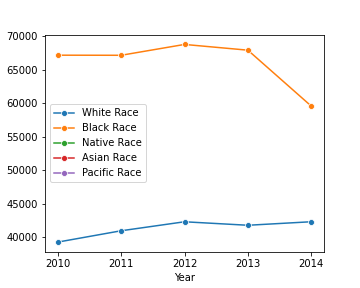 70000
65000
60000
55000
50000
45000
40000
White Race
Black Race
Native Race
Asian Race
Pacific Race
2010 2011 2012 2013 2014
Year